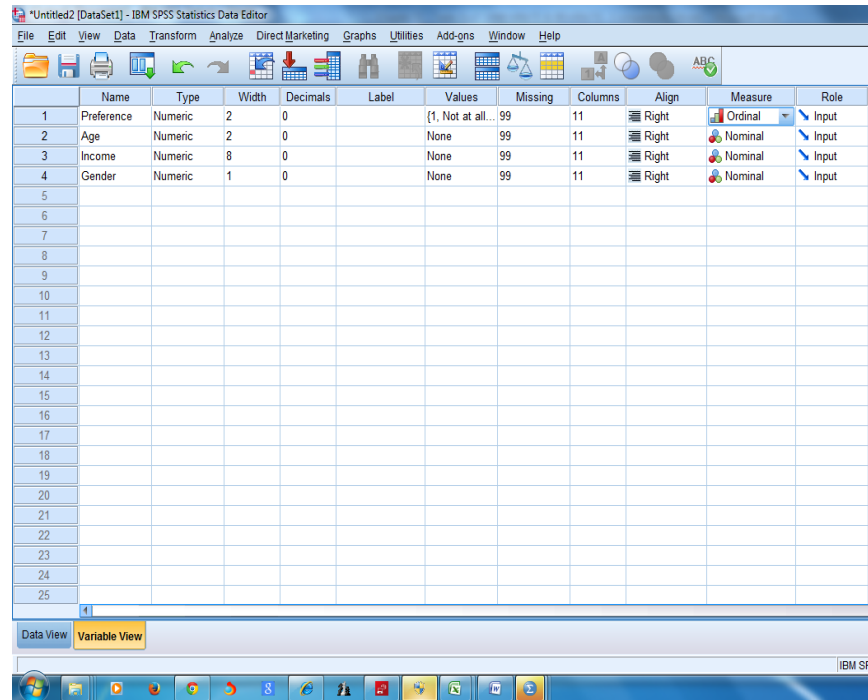 *Untitled2 [DataSet1] - IBM SPSS Statistics Data Editor
File Edit View Data Transform Analyze Direct Marketing Graphs Utilities Add-ons Window Help
Name Type Width Decimals Label Values Missing Columns Align Measure Role
1 Preference Numeric 2 0 {1, Not at all... 99 11 Right Ordinal Input
2 Age Numeric 2 0 None 99 11 Right Nominal Input
3 Income Numeric 8 0 None 99 11 Right Nominal Input
4 Gender Numeric 1 0 None 99 11 Right Nominal Input
5
6
7
8
9
10
11
12
13
14
15
16
17
18
19
20
21
22
23
24
25
Data View Variable View
IBM SP